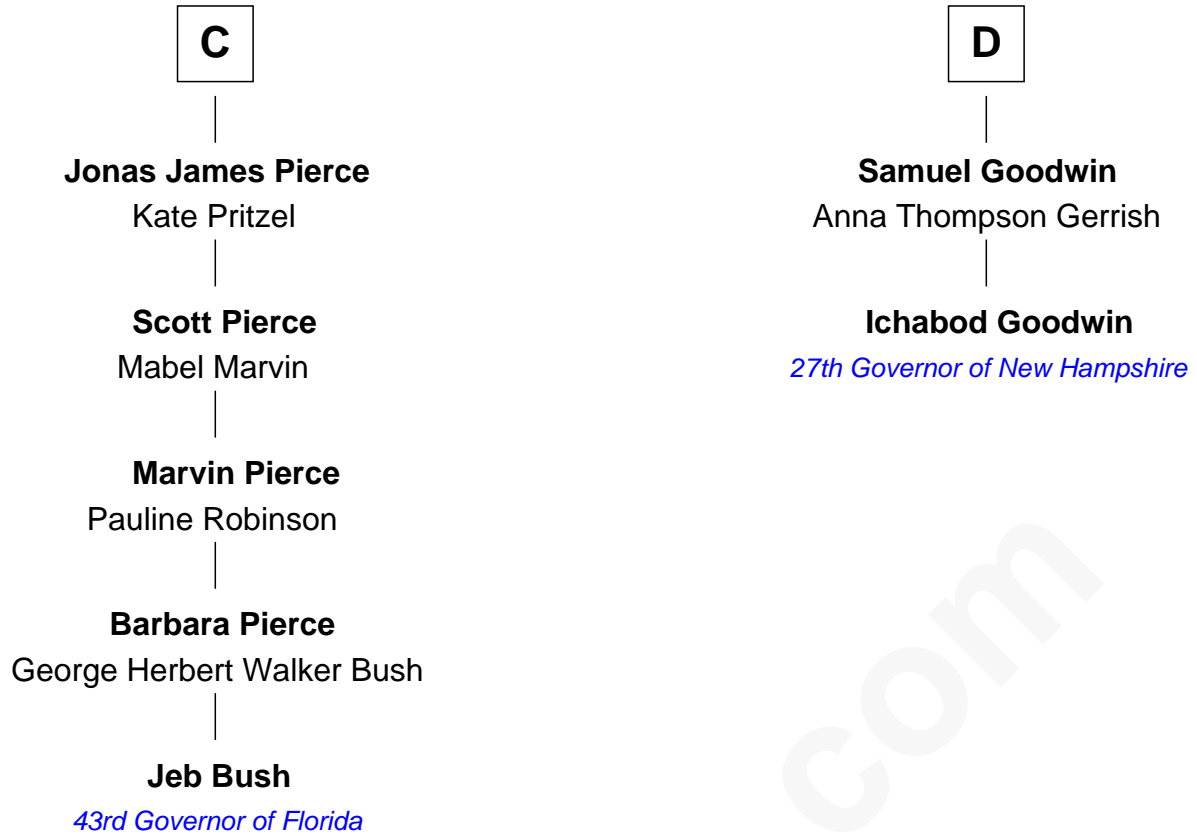 C
Jonas James Pierce
Kate Pritzel
Scott Pierce
Mabel Marvin
Marvin Pierce
Pauline Robinson
Barbara Pierce
George Herbert Walker Bush
Jeb Bush
43rd Governor of Florida
D
Samuel Goodwin
Anna Thompson Gerrish
Ichabod Goodwin
27th Governor of New Hampshire
com